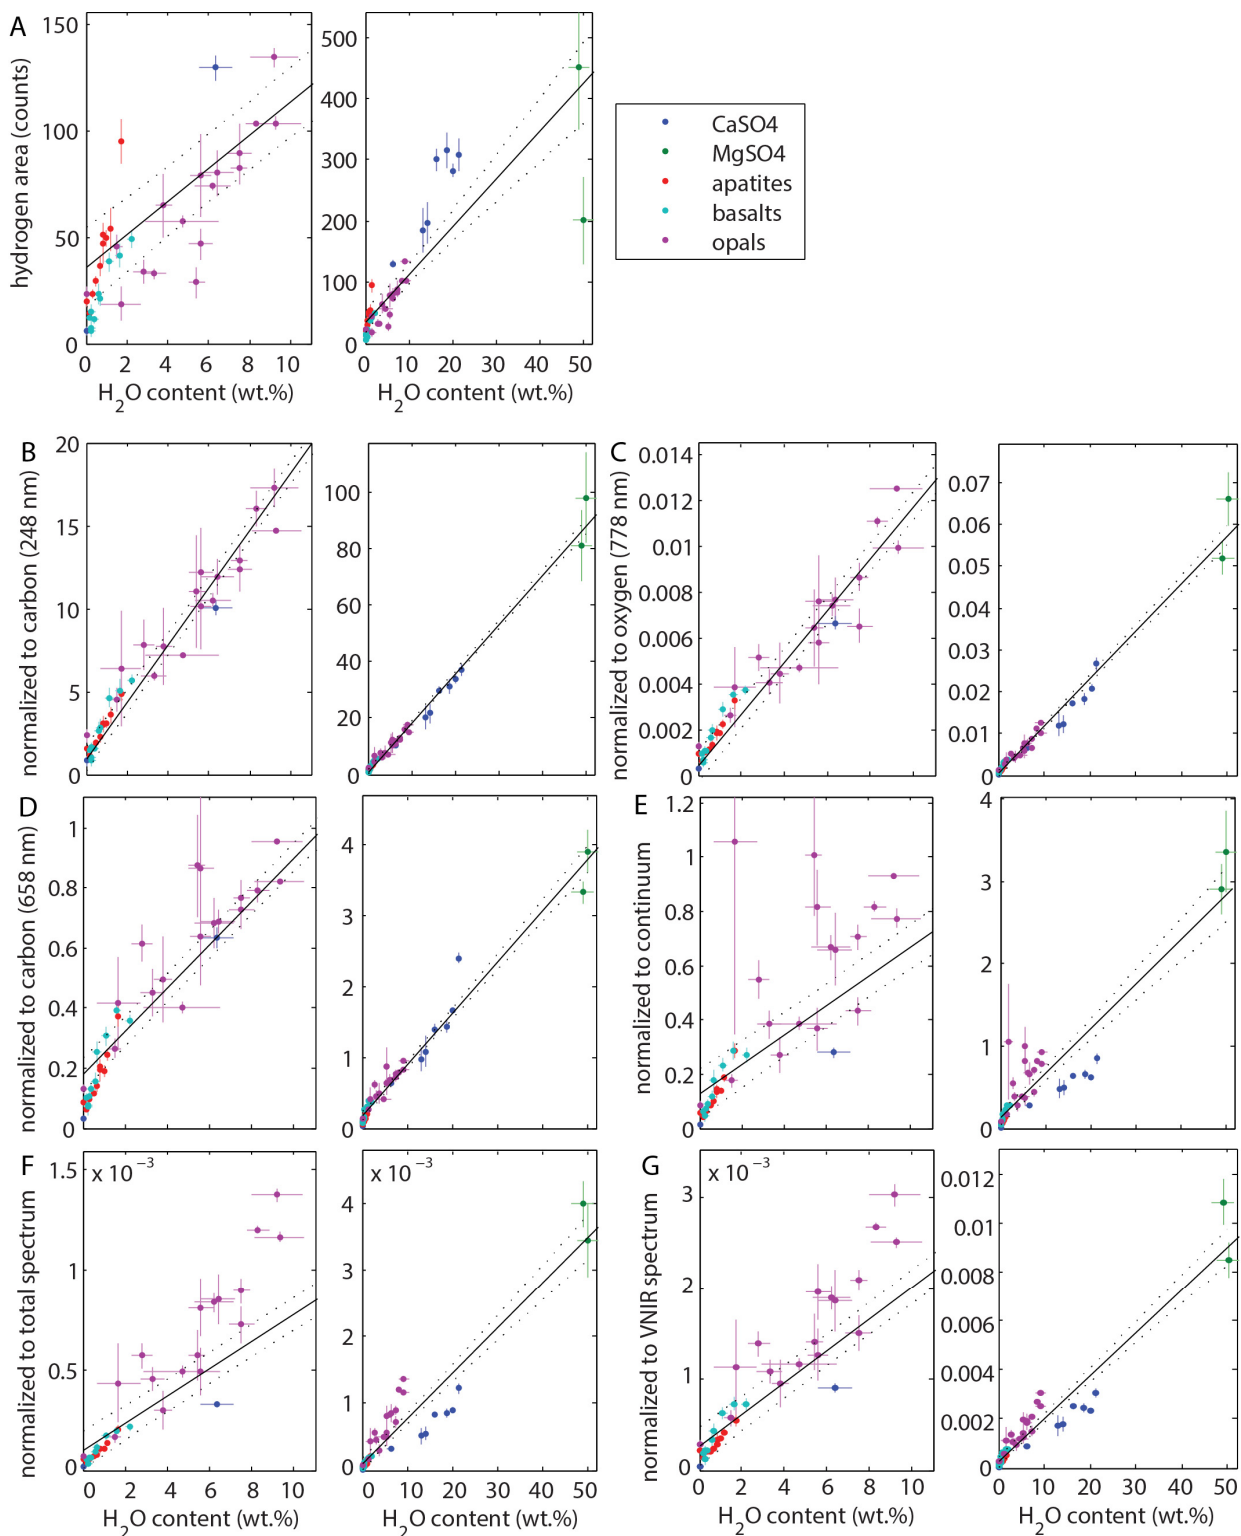 A
hydrogen area (counts)
150
100
50
0
0 2 4 6 8 10
H2O content (wt.%)
500
400
300
200
100
0
0 10 20 30 40 50
H2O content (wt.%)
CaSO4
MgSO4
apatites
basalts
opals
B
normalized to carbon (248 nm)
20
15
10
5
0
100
80
60
40
20
0
C
normalized to oxygen (778 nm)
0.014
0.012
0.010
0.008
0.006
0.004
0.002
0
0.07
0.06
0.05
0.04
0.03
0.02
0.01
0
D
normalized to carbon (658 nm)
1
0.8
0.6
0.4
0.2
0
4
3
2
1
0
E
normalized to continuum
1.2
1
0.8
0.6
0.4
0.2
0
4
3
2
1
0
F
normalized to total spectrum
x 10−3
1.5
1
0.5
0
0 2 4 6 8 10
H2O content (wt.%)
x 10−3
4
3
2
1
0
0 10 20 30 40 50
H2O content (wt.%)
G
normalized to VNIR spectrum
x 10−3
3
2
1
0
0 2 4 6 8 10
H2O content (wt.%)
0.012
0.010
0.008
0.006
0.004
0.002
0
0 10 20 30 40 50
H2O content (wt.%)